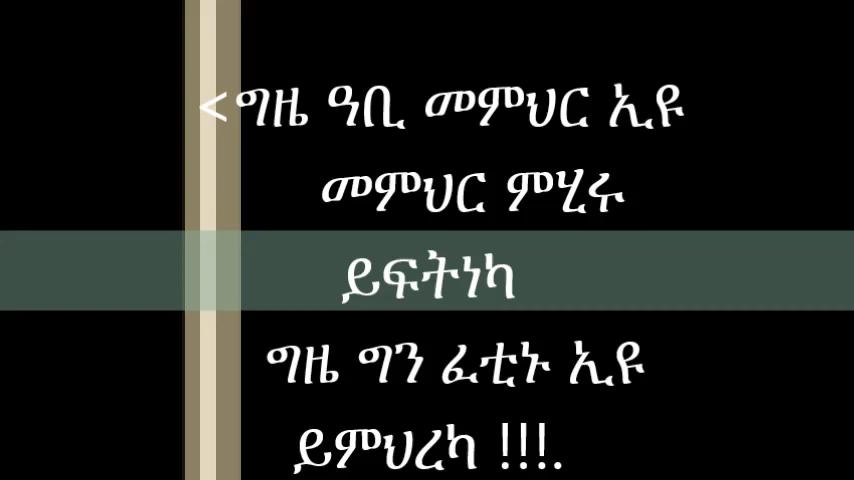 <ግዜ ዓቢ መምህር ኢዩ
መምህር ምሂሩ
ይፍትነካ
ግዜ ግን ፈቲኑ ኢዩ
ይምህረካ !!!.